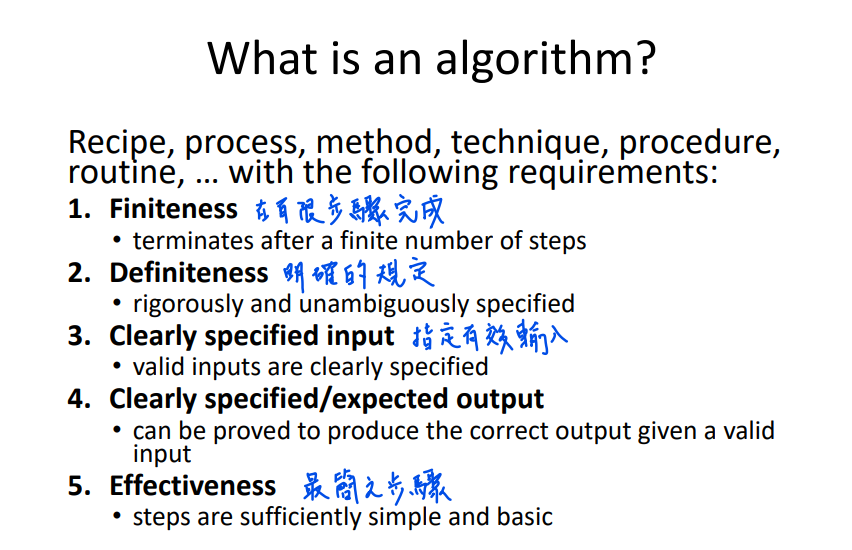 What is an algorithm?
Recipe, process, method, technique, procedure,
routine, … with the following requirements:
1. Finiteness 在有限步驟完成
• terminates after a finite number of steps
2. Definiteness 明確的規定
• rigorously and unambiguously specified
3. Clearly specified input 指定有效輸入
• valid inputs are clearly specified
4. Clearly specified/expected output
• can be proved to produce the correct output given a valid
input
5. Effectiveness 最簡之步驟
• steps are sufficiently simple and basic